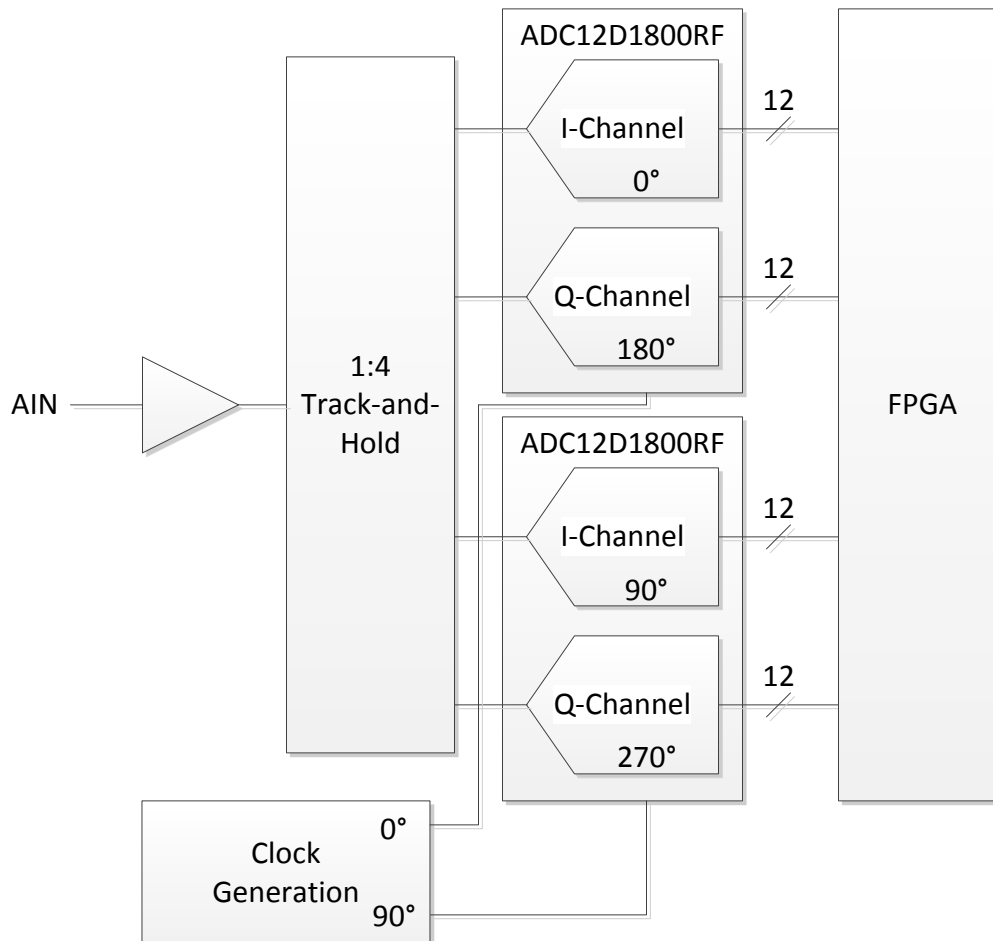 ADC12D1800RF
I-Channel
0°
12
Q-Channel
180°
12
AIN
1:4
Track-and-
Hold
FPGA
ADC12D1800RF
I-Channel
90°
12
Q-Channel
270°
12
0°
Clock
Generation
90°